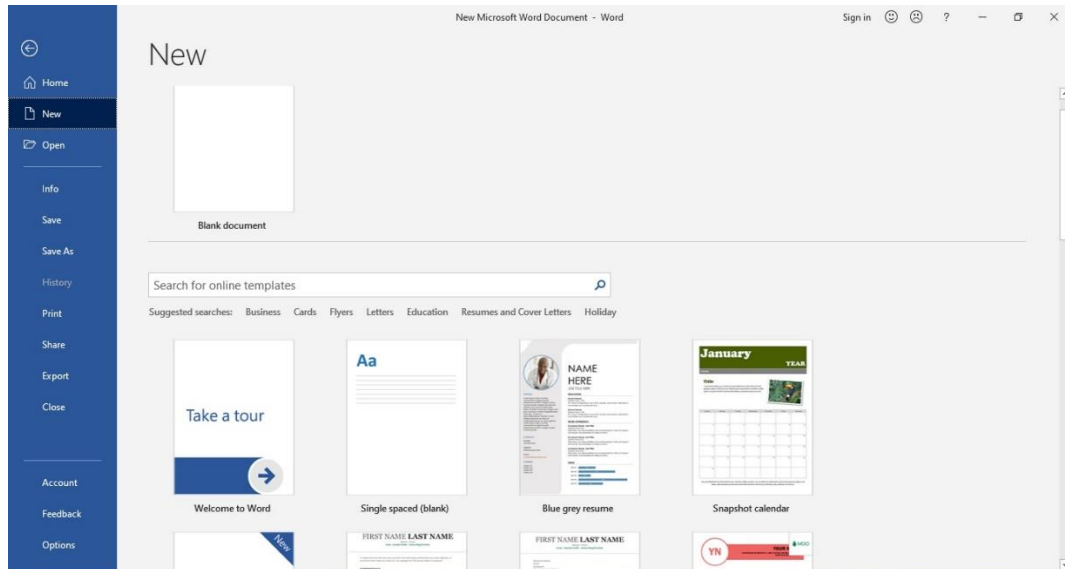 New Microsoft Word Document - Word
Sign in
?
New
Home
New
Open
Info
Save
Save As
History
Print
Share
Export
Close
Account
Feedback
Options
Blank document
Search for online templates
Suggested searches: Business Cards Flyers Letters Education Resumes and Cover Letters Holiday
Take a tour
Aa
NAME
HERE
January
YEAR
Title
Welcome to Word
Single spaced (blank)
Blue grey resume
Snapshot calendar
New
FIRST NAME LAST NAME
FIRST NAME LAST NAME
YN